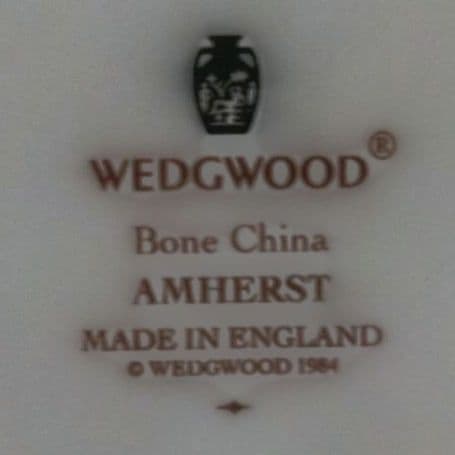 WEDGWOOD®
Bone China
AMHERST
MADE IN ENGLAND
© WEDGWOOD 1984